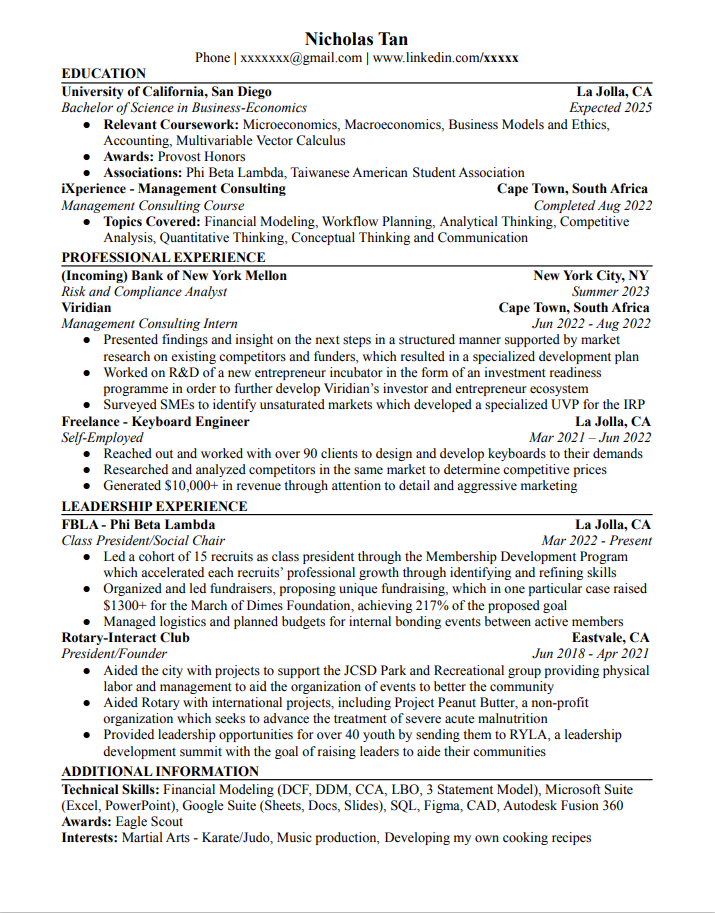 Nicholas Tan
Phone | xxxxxxx@gmail.com | www.linkedin.com/xxxxx
EDUCATION
University of California, San Diego La Jolla, CA
Bachelor of Science in Business-Economics Expected 2025
● Relevant Coursework: Microeconomics, Macroeconomics, Business Models and Ethics,
Accounting, Multivariable Vector Calculus
● Awards: Provost Honors
● Associations: Phi Beta Lambda, Taiwanese American Student Association
iXperience - Management Consulting Cape Town, South Africa
Management Consulting Course Completed Aug 2022
● Topics Covered: Financial Modeling, Workflow Planning, Analytical Thinking, Competitive
Analysis, Quantitative Thinking, Conceptual Thinking and Communication
PROFESSIONAL EXPERIENCE
(Incoming) Bank of New York Mellon New York City, NY
Risk and Compliance Analyst Summer 2023
Viridian Cape Town, South Africa
Management Consulting Intern Jun 2022 - Aug 2022
● Presented findings and insight on the next steps in a structured manner supported by market
research on existing competitors and funders, which resulted in a specialized development plan
● Worked on R&D of a new entrepreneur incubator in the form of an investment readiness
programme in order to further develop Viridian's investor and entrepreneur ecosystem
● Surveyed SMEs to identify unsaturated markets which developed a specialized UVP for the IRP
Freelance - Keyboard Engineer La Jolla, CA
Self-Employed Mar 2021 – Jun 2022
● Reached out and worked with over 90 clients to design and develop keyboards to their demands
● Researched and analyzed competitors in the same market to determine competitive prices
● Generated $10,000+ in revenue through attention to detail and aggressive marketing
LEADERSHIP EXPERIENCE
FBLA - Phi Beta Lambda La Jolla, CA
Class President/Social Chair Mar 2022 - Present
● Led a cohort of 15 recruits as class president through the Membership Development Program
which accelerated each recruits' professional growth through identifying and refining skills
● Organized and led fundraisers, proposing unique fundraising, which in one particular case raised
$1300+ for the March of Dimes Foundation, achieving 217% of the proposed goal
● Managed logistics and planned budgets for internal bonding events between active members
Rotary-Interact Club Eastvale, CA
President/Founder Jun 2018 - Apr 2021
● Aided the city with projects to support the JCSD Park and Recreational group providing physical
labor and management to aid the organization of events to better the community
● Aided Rotary with international projects, including Project Peanut Butter, a non-profit
organization which seeks to advance the treatment of severe acute malnutrition
● Provided leadership opportunities for over 40 youth by sending them to RYLA, a leadership
development summit with the goal of raising leaders to aide their communities
ADDITIONAL INFORMATION
Technical Skills: Financial Modeling (DCF, DDM, CCA, LBO, 3 Statement Model), Microsoft Suite
(Excel, PowerPoint), Google Suite (Sheets, Docs, Slides), SQL, Figma, CAD, Autodesk Fusion 360
Awards: Eagle Scout
Interests: Martial Arts - Karate/Judo, Music production, Developing my own cooking recipes